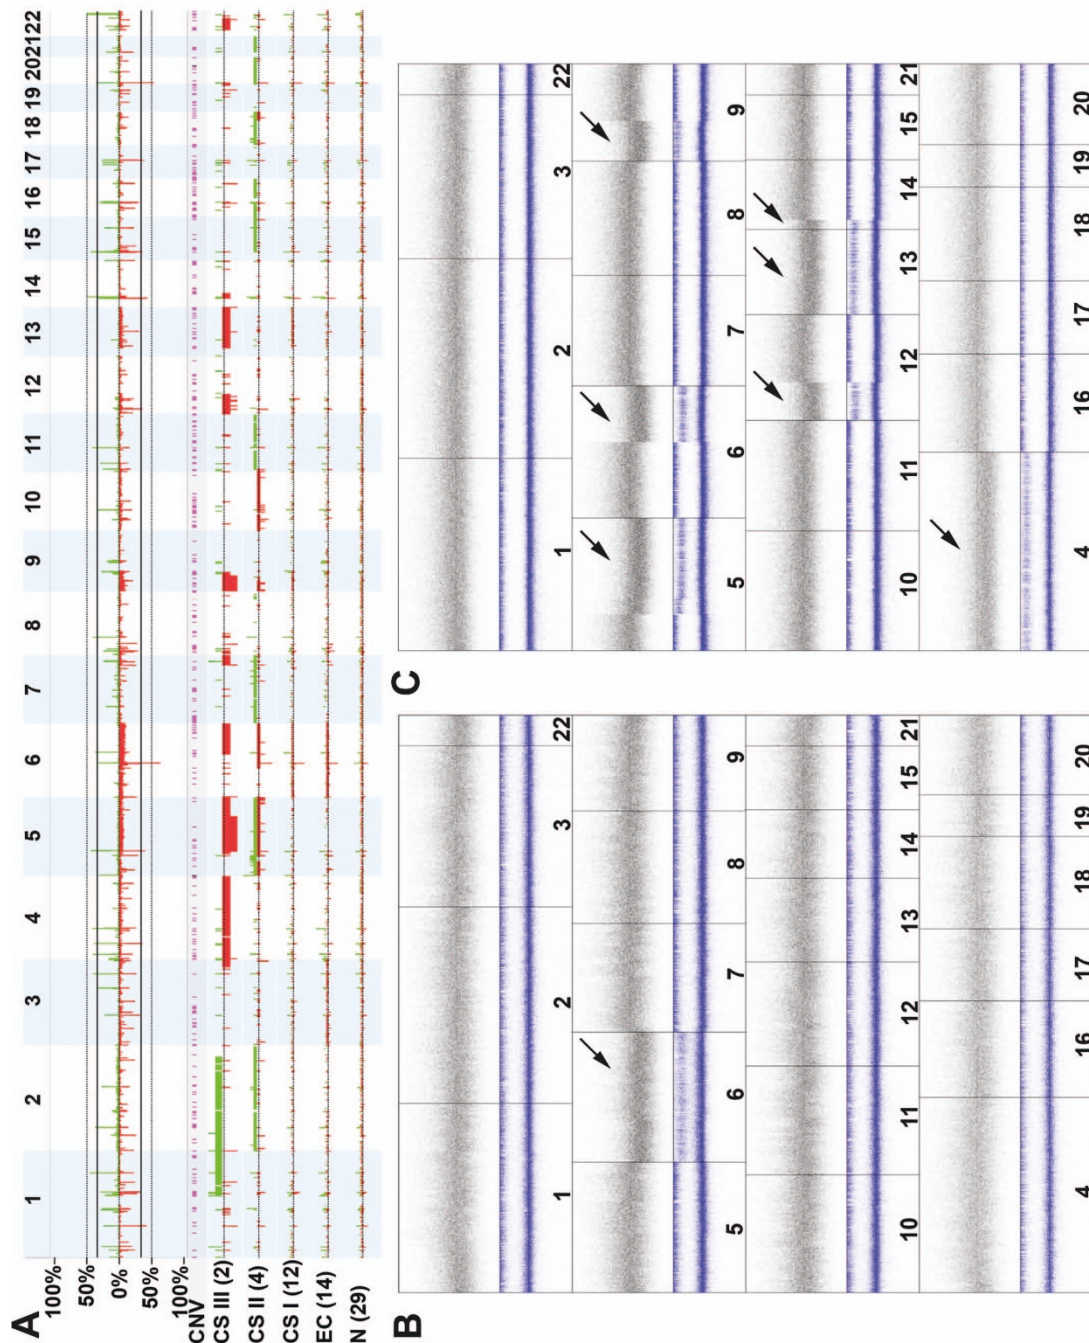 A
1 2 3 4 5 6 7 8 9 10 11 12 13 14 15 16 17 18 19 20 21 22
100%
50%
0%
50%
100%
CNV
CS III (2)
CS II (4)
CS I (12)
EC (14)
N (29)
B
1 2 3 22
5 6 7 8 9
10 11 12 13 14 15 21
4 16 17 18 19 20
C
1 2 3 22
5 6 7 8 9
10 11 12 13 14 15 21
4 16 17 18 19 20